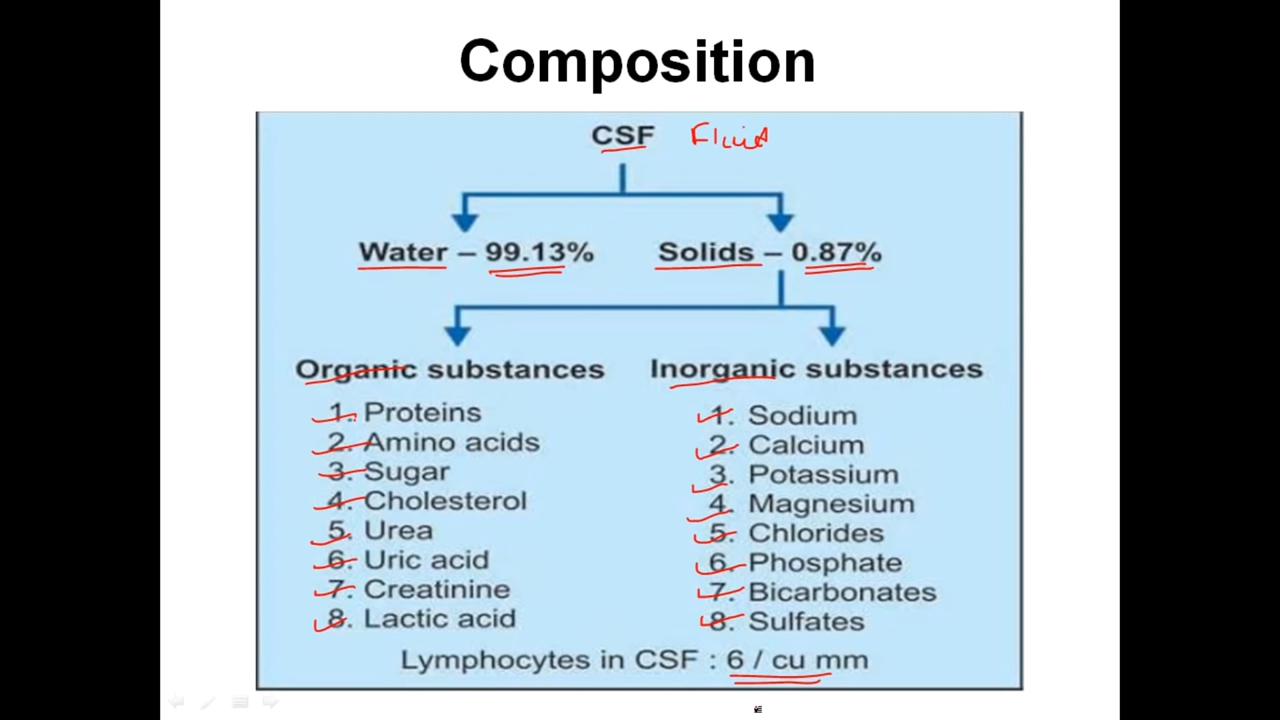 Composition
CSF Fluid
Water – 99.13% Solids – 0.87%
Organic substances
1. Proteins
2. Amino acids
3. Sugar
4. Cholesterol
5. Urea
6. Uric acid
7. Creatinine
8. Lactic acid
Inorganic substances
1. Sodium
2. Calcium
3. Potassium
4. Magnesium
5. Chlorides
6. Phosphate
7. Bicarbonates
8. Sulfates
Lymphocytes in CSF : 6 / cu mm